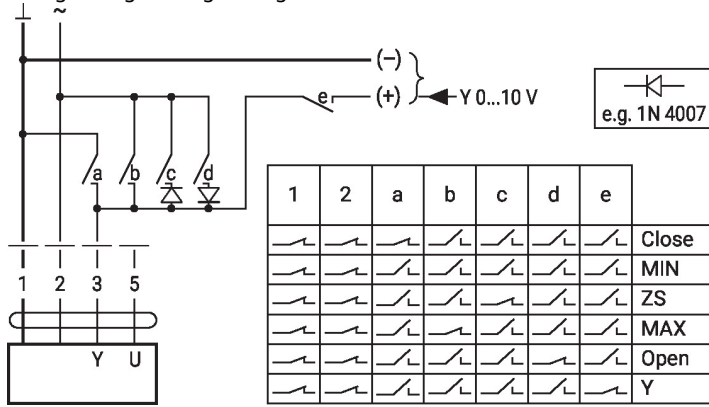 ⊥ ~
(–)
e (+) Y 0...10 V
e.g. 1N 4007
a b c d
1 2 a b c d e
Close
MIN
ZS
MAX
Open
Y
1 2 3 5
Y U